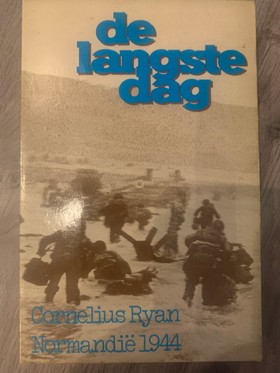 de
langste
dag
Cornelius Ryan
Normandië 1944